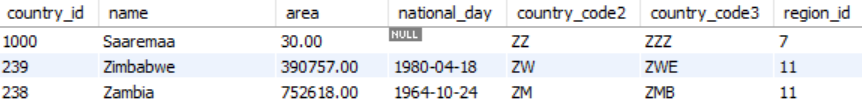 country_id name area national_day country_code2 country_code3 region_id
1000 Saaremaa 30.00 NULL ZZ ZZZ 7
239 Zimbabwe 390757.00 1980-04-18 ZW ZWE 11
238 Zambia 752618.00 1964-10-24 ZM ZMB 11